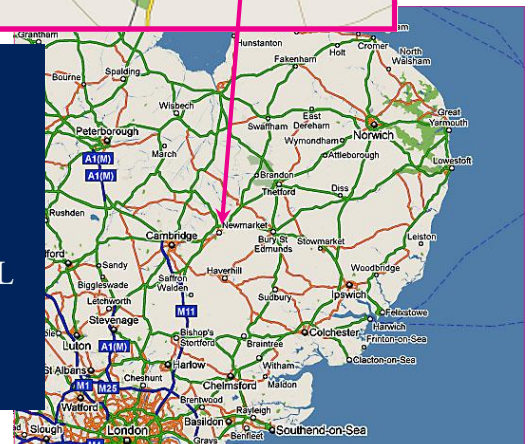 Grantham
am
Hunstanton
Cromer
Holt
North
Walsham
Fakenham
Bourne
Spalding
Wisbech
East
Dereham
Great
Yarmouth
Swaffham
Norwich
Peterborough
Wymondham
March
Attleborough
A1(M)
Lowestoft
A1(M)
Brandon
Thetford
Diss
Rushden
Newmarket
Cambridge
Bury St
Edmunds
Stowmarket
Leiston
ford
Sandy
Haverhill
Woodbridge
L
Biggleswade
Saffron
Walden
Sudbury
Ipswich
Letchworth
M11
Felixstowe
Stevenage
Harwich
Bishop's
Stortford
Colchester
Frinton-on-Sea
Luton
A1(M)
Braintree
Clacton-on-Sea
Harlow
Witham
St Albans
Cheshunt
Chelmsford
Maldon
M1
M25
Watford
Brentwood
Rayleigh
Basildon
Southend-on-Sea
Slough
London
Grays
Benfleet